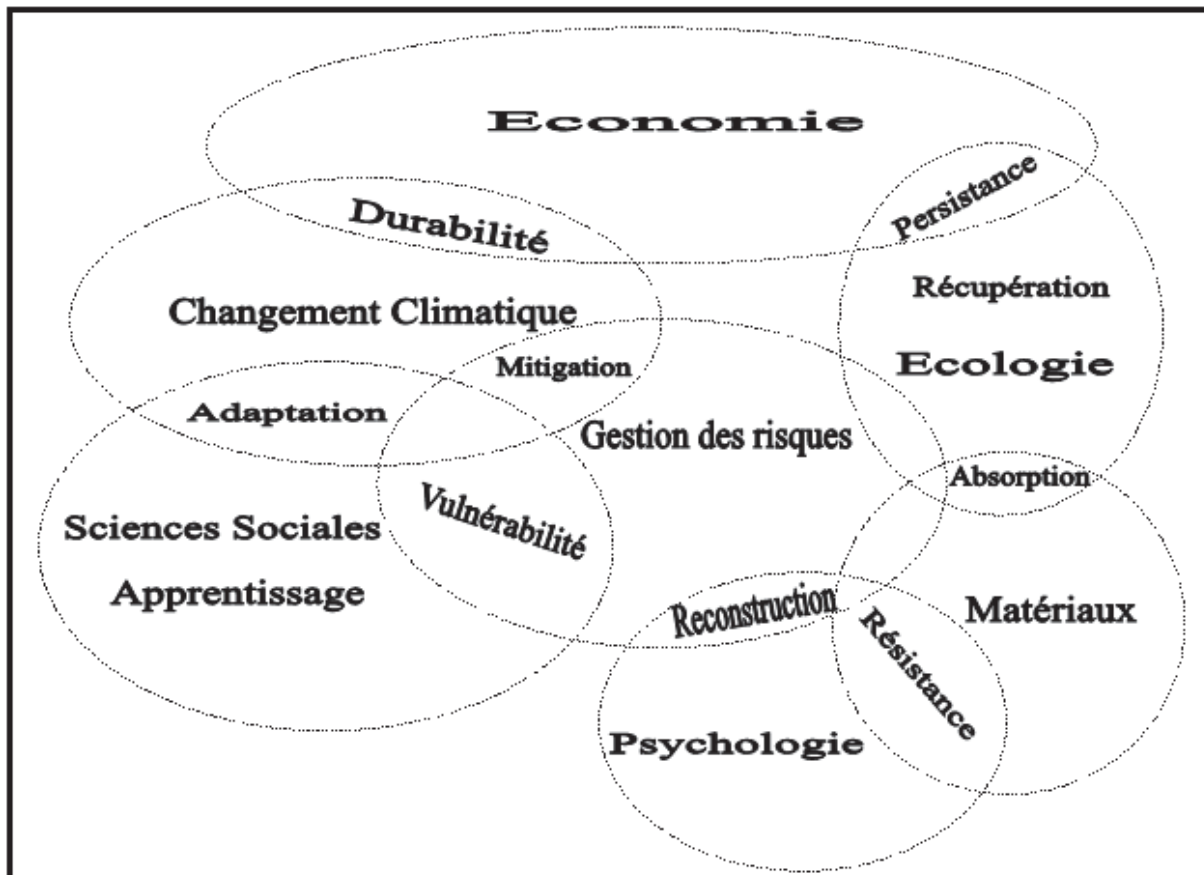 Economie
Persistance
Durabilité
Récupération
Changement Climatique
Mitigation
Ecologie
Adaptation
Gestion des risques
Absorption
Vulnérabilité
Sciences Sociales
Apprentissage
Reconstruction
Matériaux
Résistance
Psychologie